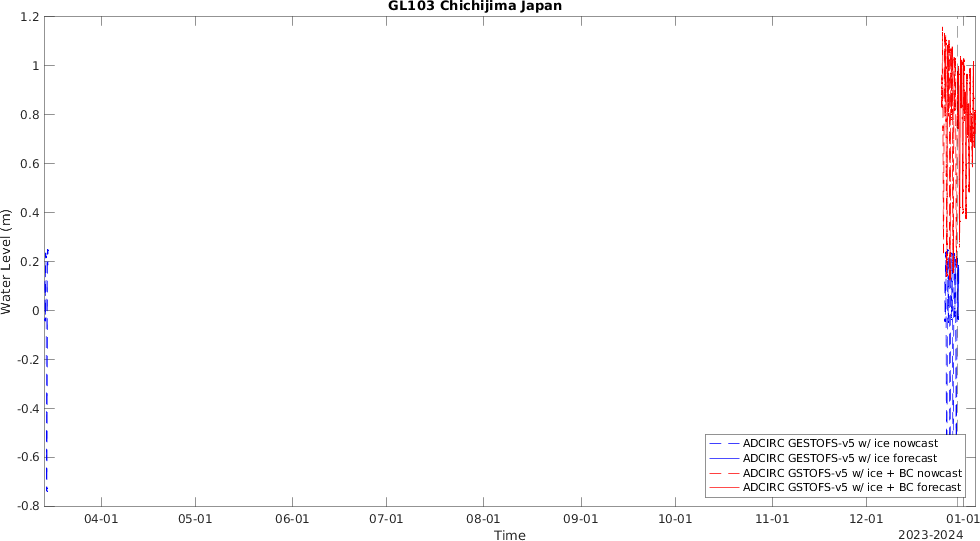 GL103 Chichijima Japan
1.2
1
0.8
0.6
0.4
0.2
0
-0.2
-0.4
-0.6
-0.8
Water Level (m)
ADCIRC GESTOFS-v5 w/ ice nowcast
ADCIRC GESTOFS-v5 w/ ice forecast
ADCIRC GSTOFS-v5 w/ ice + BC nowcast
ADCIRC GSTOFS-v5 w/ ice + BC forecast
04-01 05-01 06-01 07-01 08-01 09-01 10-01 11-01 12-01 01-01
Time
2023-2024